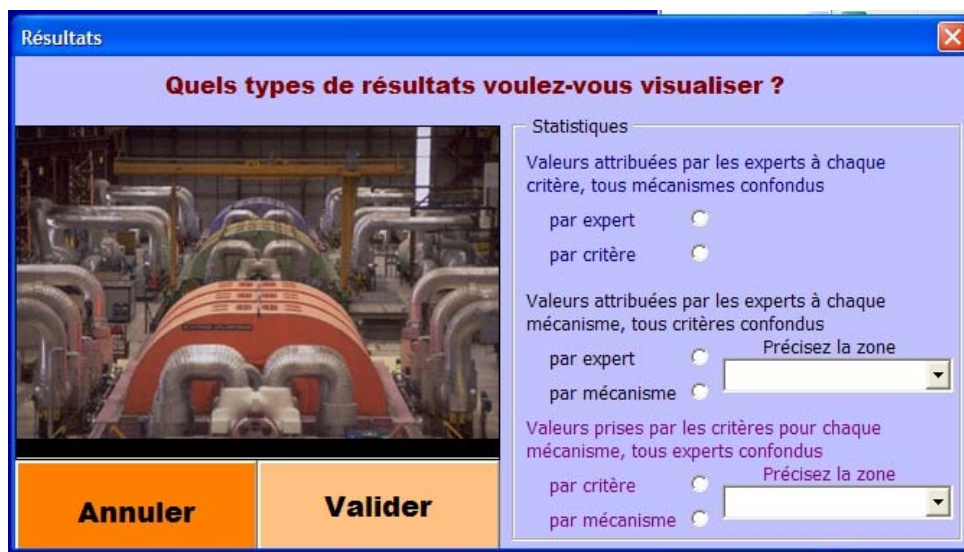 Résultats
Quels types de résultats voulez-vous visualiser ?
Statistiques
Valeurs attribuées par les experts à chaque
critère, tous mécanismes confondus
par expert
par critère
Valeurs attribuées par les experts à chaque
mécanisme, tous critères confondus
Précisez la zone
par expert
par mécanisme
Valeurs prises par les critères pour chaque
mécanisme, tous experts confondus
Précisez la zone
par critère
par mécanisme
Annuler
Valider